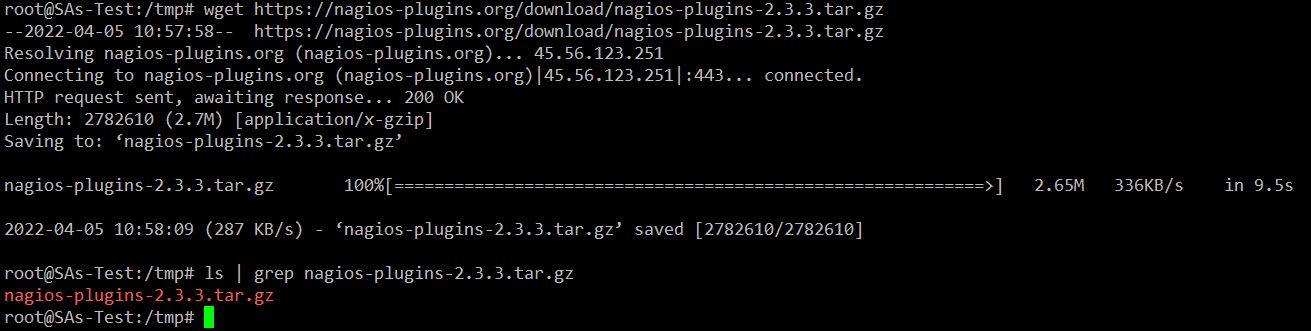 root@SAs-Test:/tmp# wget https://nagios-plugins.org/download/nagios-plugins-2.3.3.tar.gz
--2022-04-05 10:57:58--  https://nagios-plugins.org/download/nagios-plugins-2.3.3.tar.gz
Resolving nagios-plugins.org (nagios-plugins.org)... 45.56.123.251
Connecting to nagios-plugins.org (nagios-plugins.org)|45.56.123.251|:443... connected.
HTTP request sent, awaiting response... 200 OK
Length: 2782610 (2.7M) [application/x-gzip]
Saving to: ‘nagios-plugins-2.3.3.tar.gz’
nagios-plugins-2.3.3.tar.gz       100%[===========================================================>]   2.65M   336KB/s    in 9.5s
2022-04-05 10:58:09 (287 KB/s) - ‘nagios-plugins-2.3.3.tar.gz’ saved [2782610/2782610]
root@SAs-Test:/tmp# ls | grep nagios-plugins-2.3.3.tar.gz
nagios-plugins-2.3.3.tar.gz
root@SAs-Test:/tmp#